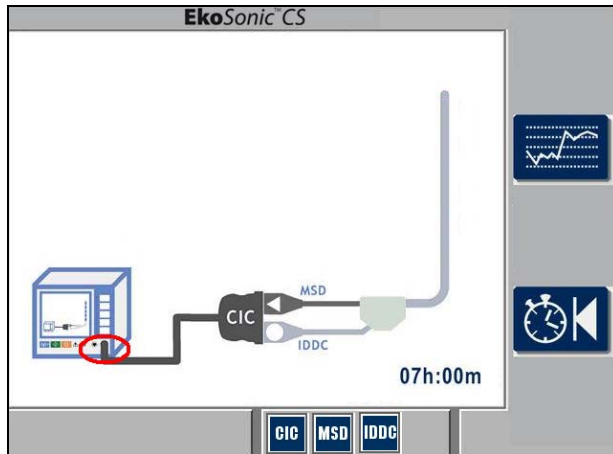 EkoSonic™ CS
MSD
CIC
IDDC
07h:00m
CIC MSD IDDC